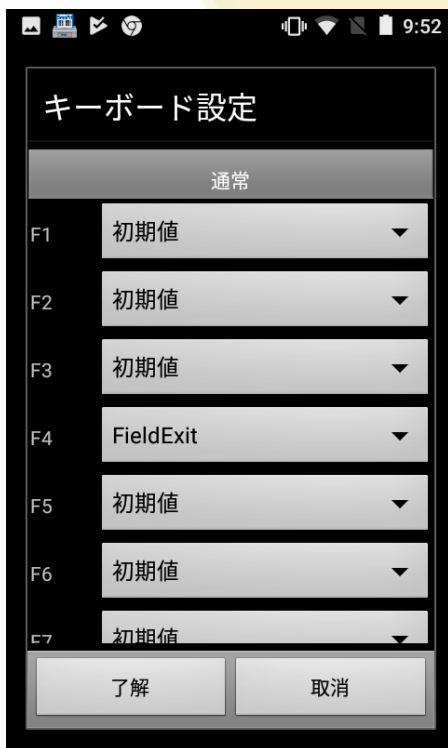 9:52
キーボード設定
通常
F1 初期値
F2 初期値
F3 初期値
F4 FieldExit
F5 初期値
F6 初期値
F7 初期値
了解 取消